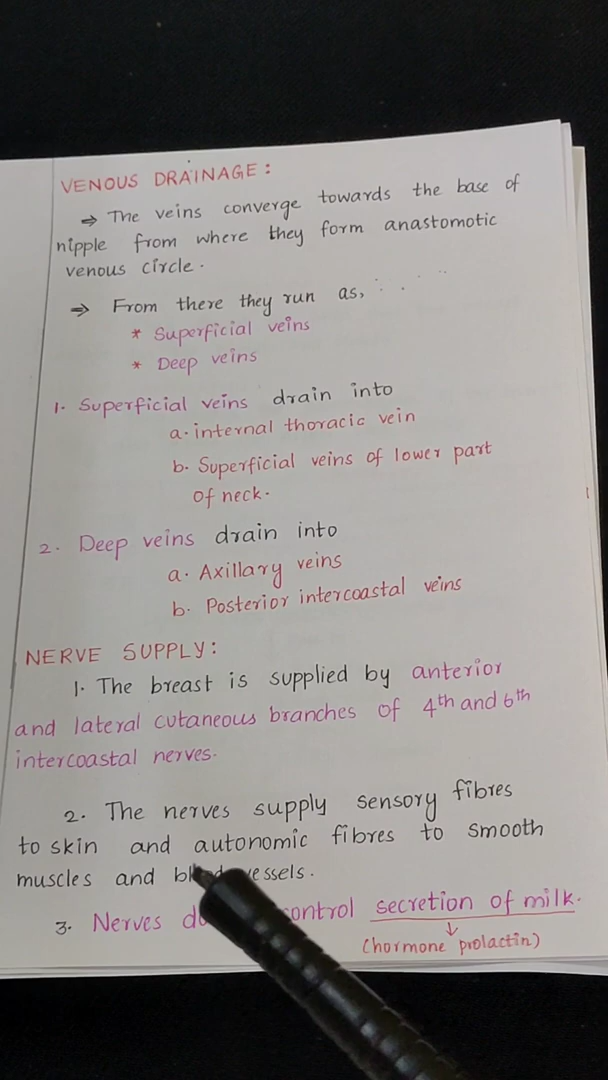 VENOUS DRAINAGE:
⇒ The veins converge towards the base of
nipple from where they form anastomotic
venous circle.
⇒ From there they run as,
* Superficial veins
* Deep veins
1. Superficial veins drain into
a. internal thoracic vein
b. Superficial veins of lower part
of neck.
2. Deep veins drain into
a. Axillary veins
b. Posterior intercoastal veins
NERVE SUPPLY:
1. The breast is supplied by anterior
and lateral cutaneous branches of 4th and 6th
intercoastal nerves.
2. The nerves supply sensory fibres
to skin and autonomic fibres to smooth
muscles and vessels.
3. Nerves control secretion of milk.
↓
(hormone prolactin)